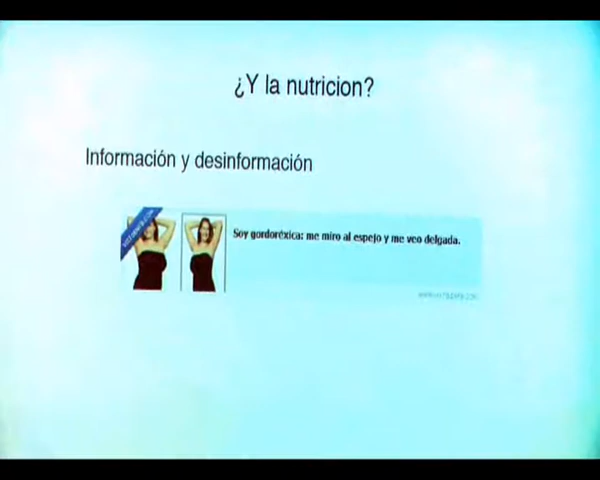 ¿Y la nutricion?
Información y desinformación
Soy gordoréxica: me miro al espejo y me veo delgada.